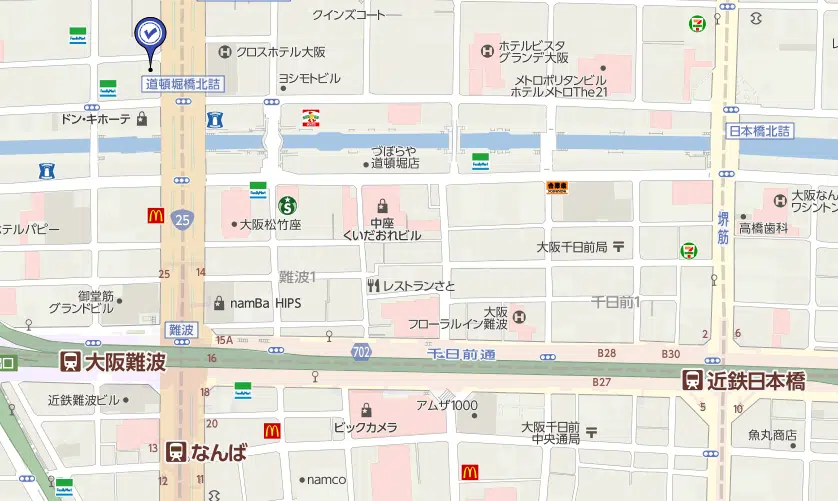 クインズコート
クロスホテル大阪
ホテルビスタ
グランデ大阪
ヨシモトビル
メトロポリタンビル
ホテルメトロThe21
道頓堀橋北詰
ドン・キホーテ
日本橋北詰
づぼらや
道頓堀店
25
大阪松竹座
中座
くいだおれビル
堺筋
大阪なん
ワシントン
高橋歯科
ホテルパピー
大阪千日前局
難波1
25
14
レストランさと
千日前1
御堂筋
グランドビル
namBa HIPS
大阪
フローラルイン難波
難波
15A
2
6
702
千日前通
B28
B30
16
大阪難波
B27
近鉄日本橋
18
近鉄難波ビル
アムザ1000
5
10
20
ビックカメラ
大阪千日前
中央通局
魚丸商店
13
なんば
12
11
namco